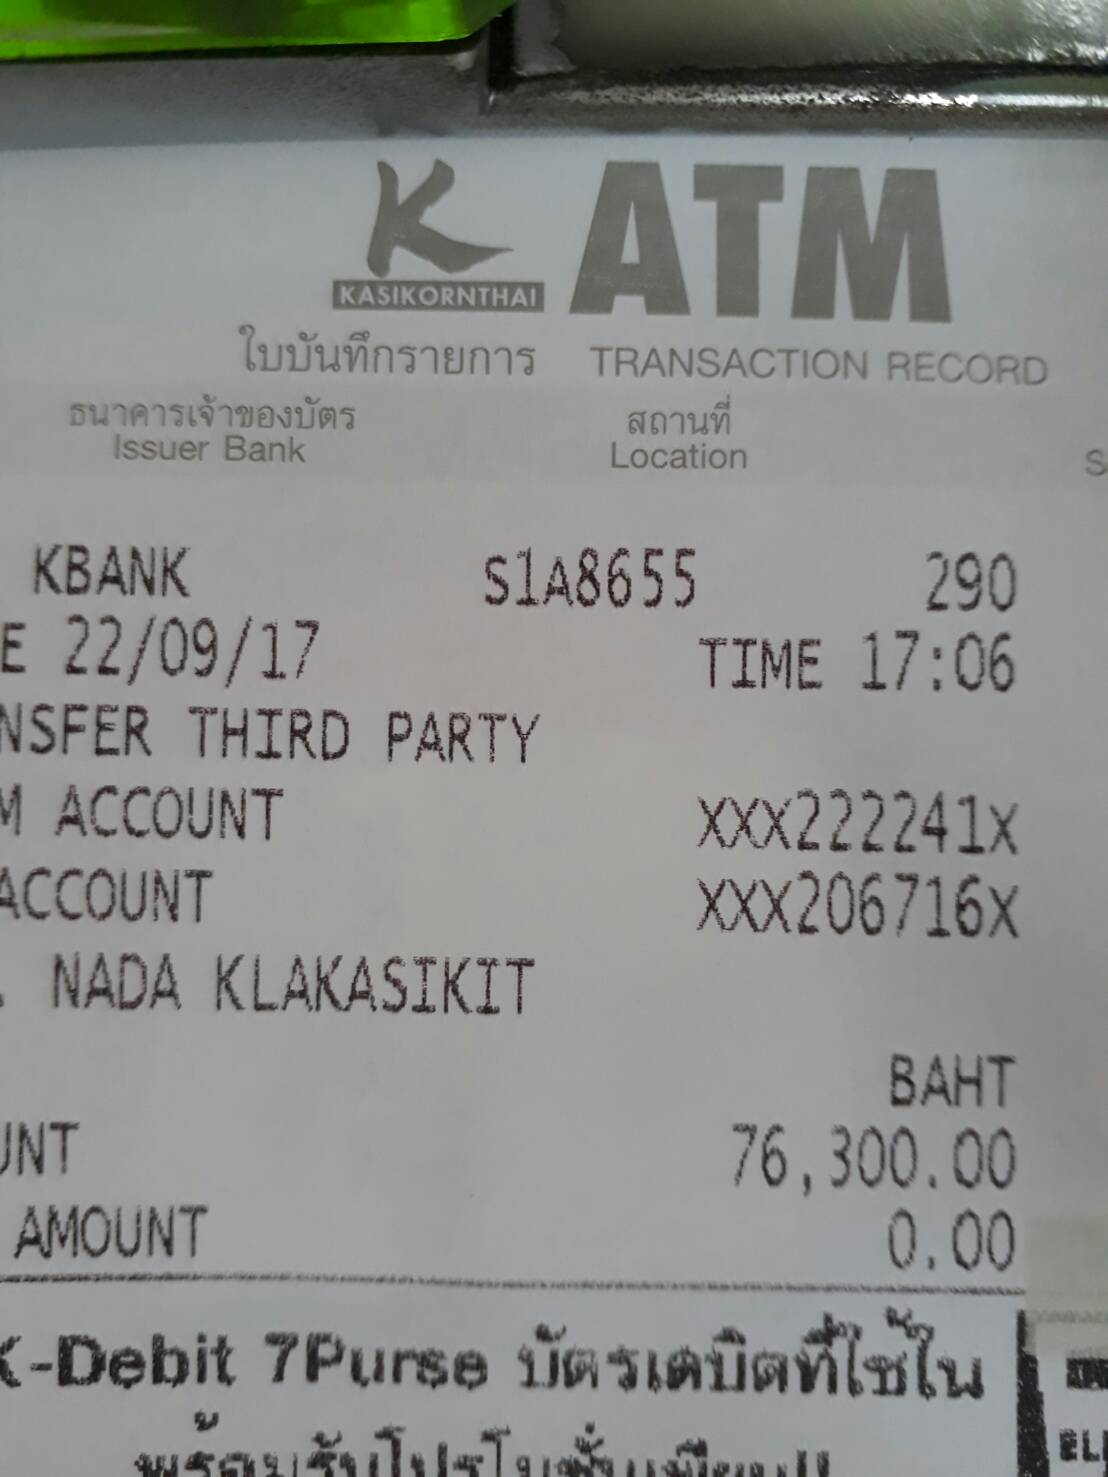 K ATM
KASIKORNTHAI
ใบบันทึกรายการ TRANSACTION RECORD
ธนาคารเจ้าของบัตร สถานที่
Issuer Bank Location S
KBANK S1A8655 290
E 22/09/17 TIME 17:06
NSFER THIRD PARTY
M ACCOUNT XXX222241X
ACCOUNT XXX206716X
. NADA KLAKASIKIT
BAHT
UNT 76,300.00
AMOUNT 0.00
K-Debit 7Purse บัตรเดบิตที่ใช้ใน